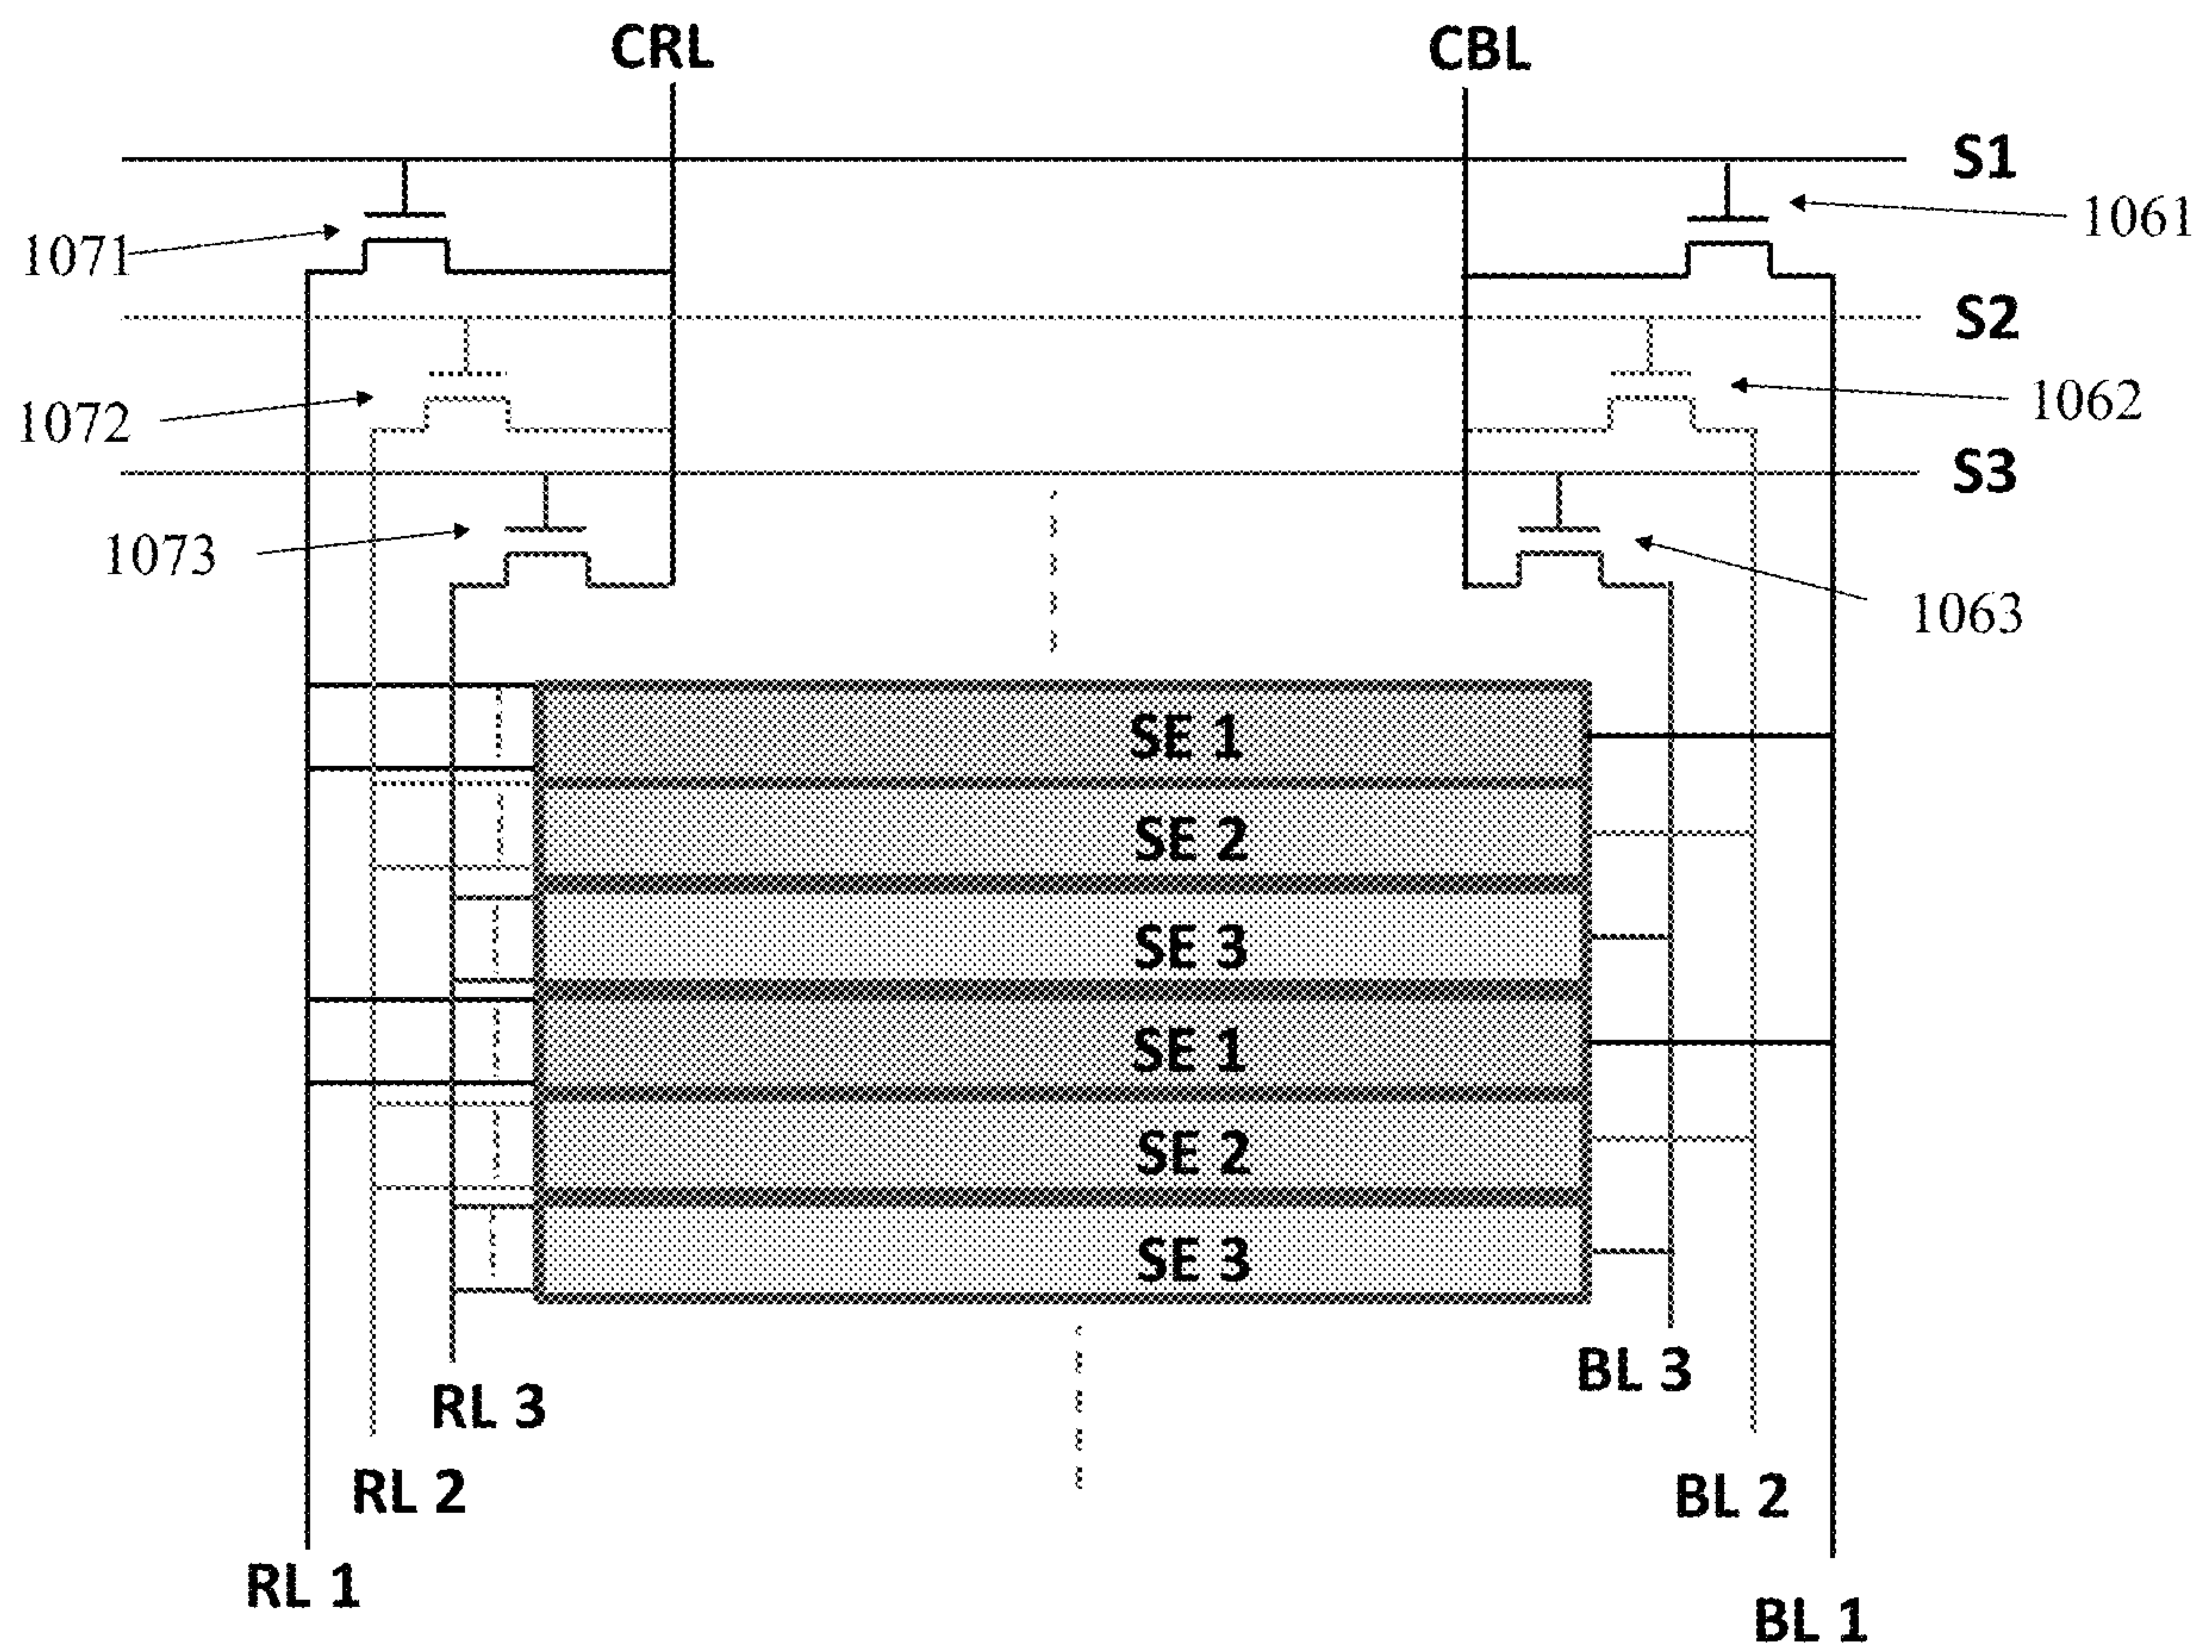 CRL CBL
S1
1061
1071
S2
1062
1072
S3
1073
1063
SE 1
SE 2
SE 3
SE 1
SE 2
SE 3
BL 3
RL 3
RL 2
BL 2
RL 1
BL 1